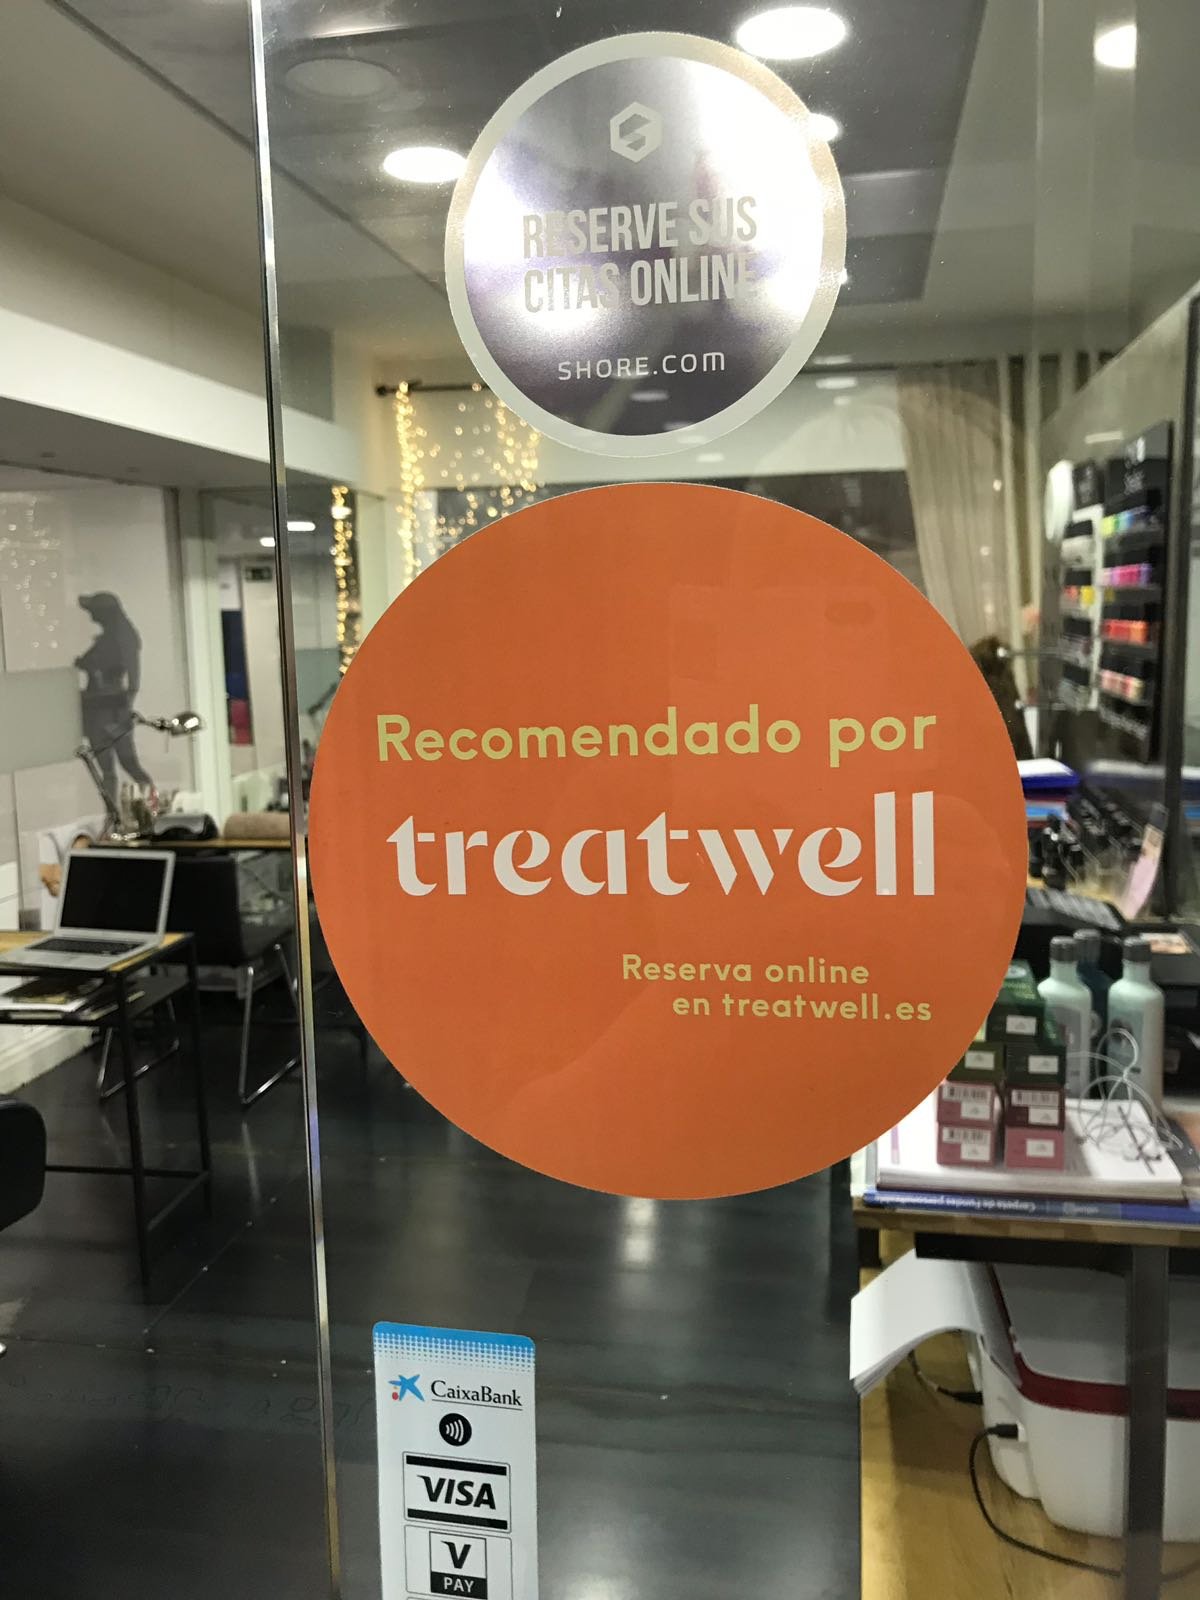 RESERVE SUS
CITAS ONLINE
SHORE.COM
Recomendado por
treatwell
Reserva online
en treatwell.es
CaixaBank
VISA
V
PAY